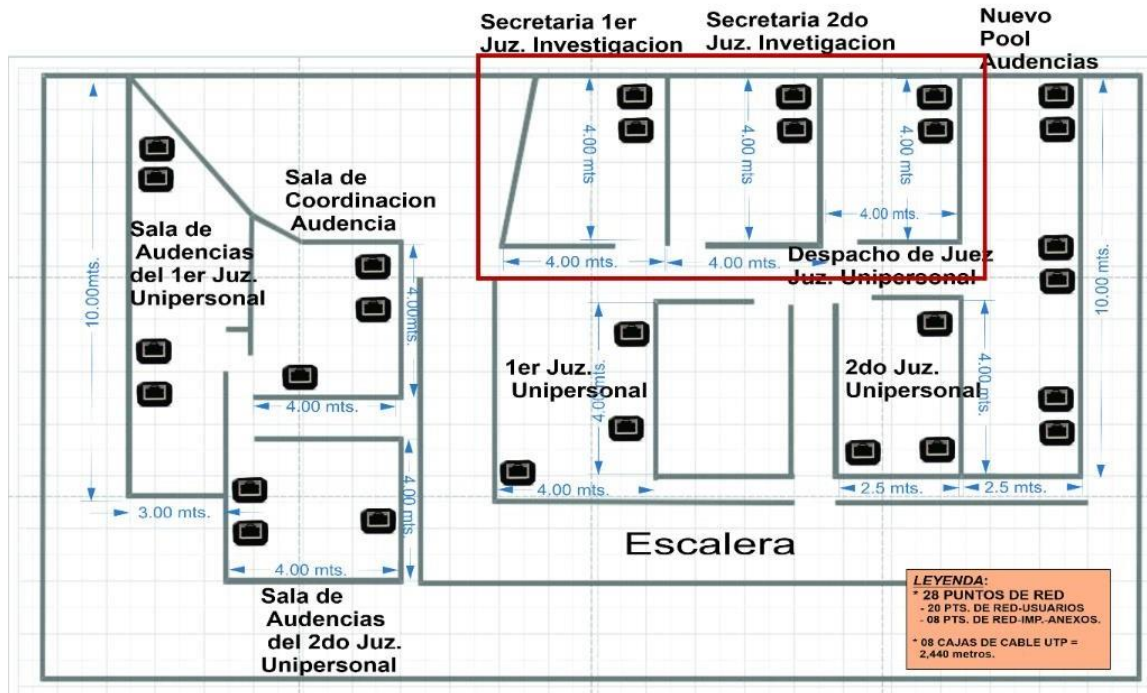 Secretaria 1er
Juz. Investigacion
Secretaria 2do
Juz. Invetigacion
Nuevo
Pool
Audencias
4.00 mts
4.00 mts
4.00 mts
4.00 mts.
4.00 mts.
4.00 mts.
Despacho de Juez
Juz. Unipersonal
Sala de
Coordinacion
Audencia
4.00 mts.
4.00 mts.
10.00mts.
Sala de
Audencias
del 1er Juz.
Unipersonal
3.00 mts.
1er Juz.
Unipersonal
4.00 mts.
4.00 mts.
2do Juz.
Unipersonal
4.00 mts.
10.00 mts.
2.5 mts.
2.5 mts.
4.00 mts.
4.00 mts.
Sala de
Audencias
del 2do Juz.
Unipersonal
Escalera
LEYENDA:
* 28 PUNTOS DE RED
- 20 PTS. DE RED-USUARIOS
- 08 PTS. DE RED-IMP.-ANEXOS.
* 08 CAJAS DE CABLE UTP =
2,440 metros.